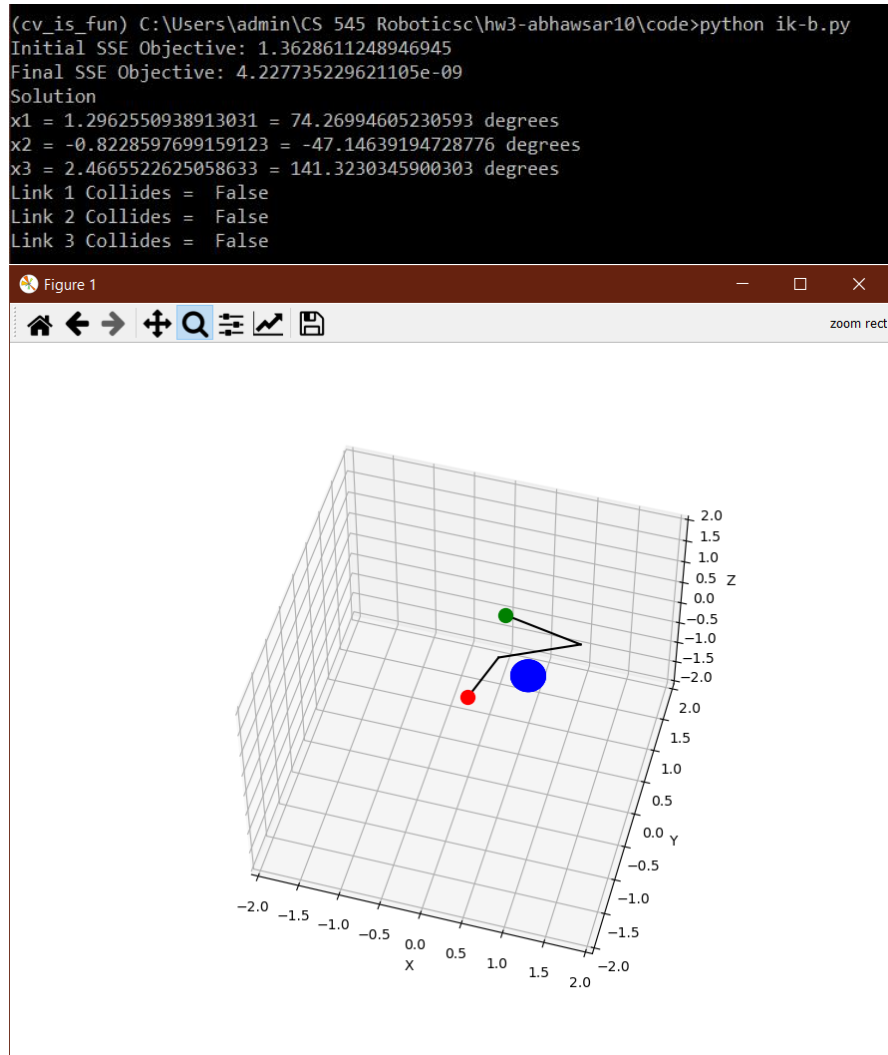 (cv_is_fun) C:\Users\admin\CS 545 Roboticsc\hw3-abhawsar10\code>python ik-b.py
Initial SSE Objective: 1.3628611248946945
Final SSE Objective: 4.227735229621105e-09
Solution
x1 = 1.2962550938913031 = 74.26994605230593 degrees
x2 = -0.8228597699159123 = -47.14639194728776 degrees
x3 = 2.4665522625058633 = 141.3230345900303 degrees
Link 1 Collides =  False
Link 2 Collides =  False
Link 3 Collides =  False
Figure 1
zoom rect
2.0
1.5
1.0
0.5
Z
0.0
−0.5
−1.0
−1.5
−2.0
2.0
1.5
1.0
0.5
0.0
Y
−0.5
−1.0
−1.5
−2.0
−2.0
−1.5
−1.0
−0.5
0.0
X
0.5
1.0
1.5
2.0